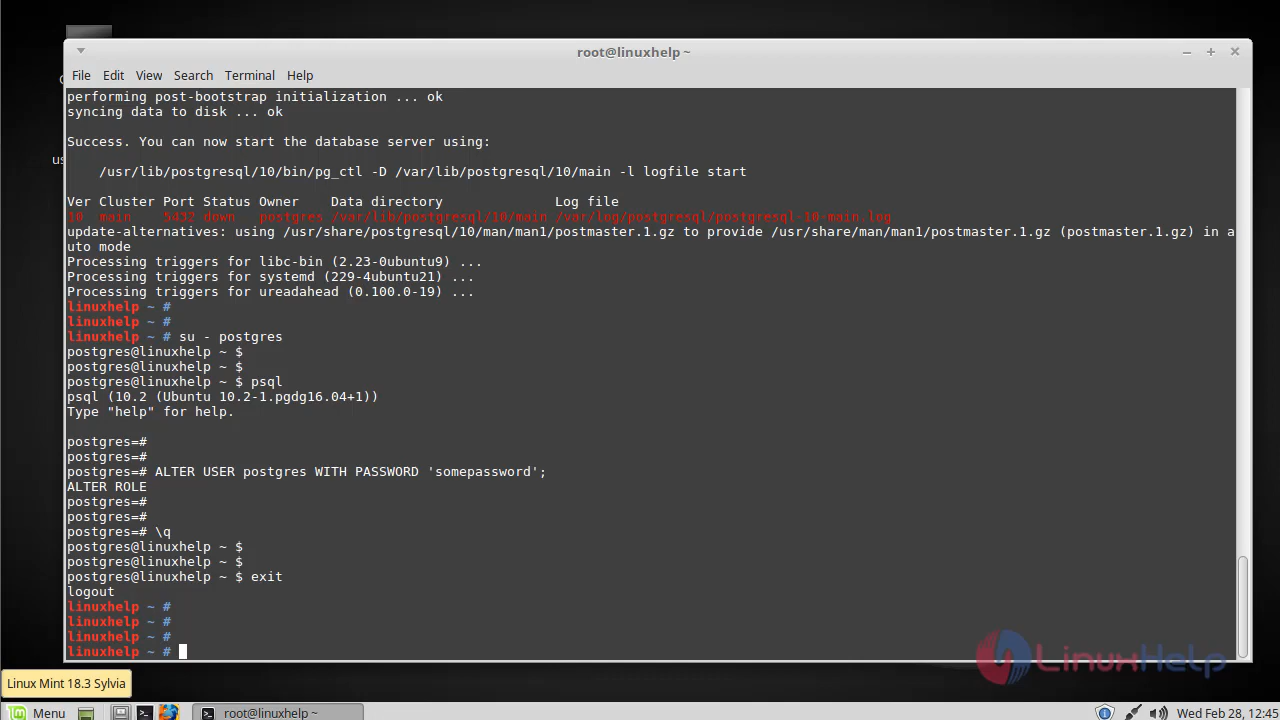 root@linuxhelp ~
File Edit View Search Terminal Help
performing post-bootstrap initialization ... ok
syncing data to disk ... ok
Success. You can now start the database server using:
/usr/lib/postgresql/10/bin/pg_ctl -D /var/lib/postgresql/10/main -l logfile start
Ver Cluster Port Status Owner    Data directory              Log file
10  main    5432 down   postgres /var/lib/postgresql/10/main /var/log/postgresql/postgresql-10-main.log
update-alternatives: using /usr/share/postgresql/10/man/man1/postmaster.1.gz to provide /usr/share/man/man1/postmaster.1.gz (postmaster.1.gz) in a
uto mode
Processing triggers for libc-bin (2.23-0ubuntu9) ...
Processing triggers for systemd (229-4ubuntu21) ...
Processing triggers for ureadahead (0.100.0-19) ...
linuxhelp ~ #
linuxhelp ~ #
linuxhelp ~ # su - postgres
postgres@linuxhelp ~ $
postgres@linuxhelp ~ $
postgres@linuxhelp ~ $ psql
psql (10.2 (Ubuntu 10.2-1.pgdg16.04+1))
Type "help" for help.
postgres=#
postgres=#
postgres=# ALTER USER postgres WITH PASSWORD 'somepassword';
ALTER ROLE
postgres=#
postgres=#
postgres=# \q
postgres@linuxhelp ~ $
postgres@linuxhelp ~ $
postgres@linuxhelp ~ $ exit
logout
linuxhelp ~ #
linuxhelp ~ #
linuxhelp ~ #
linuxhelp ~ #
LinuxHelp
Linux Mint 18.3 Sylvia
Menu root@linuxhelp ~ Wed Feb 28, 12:45